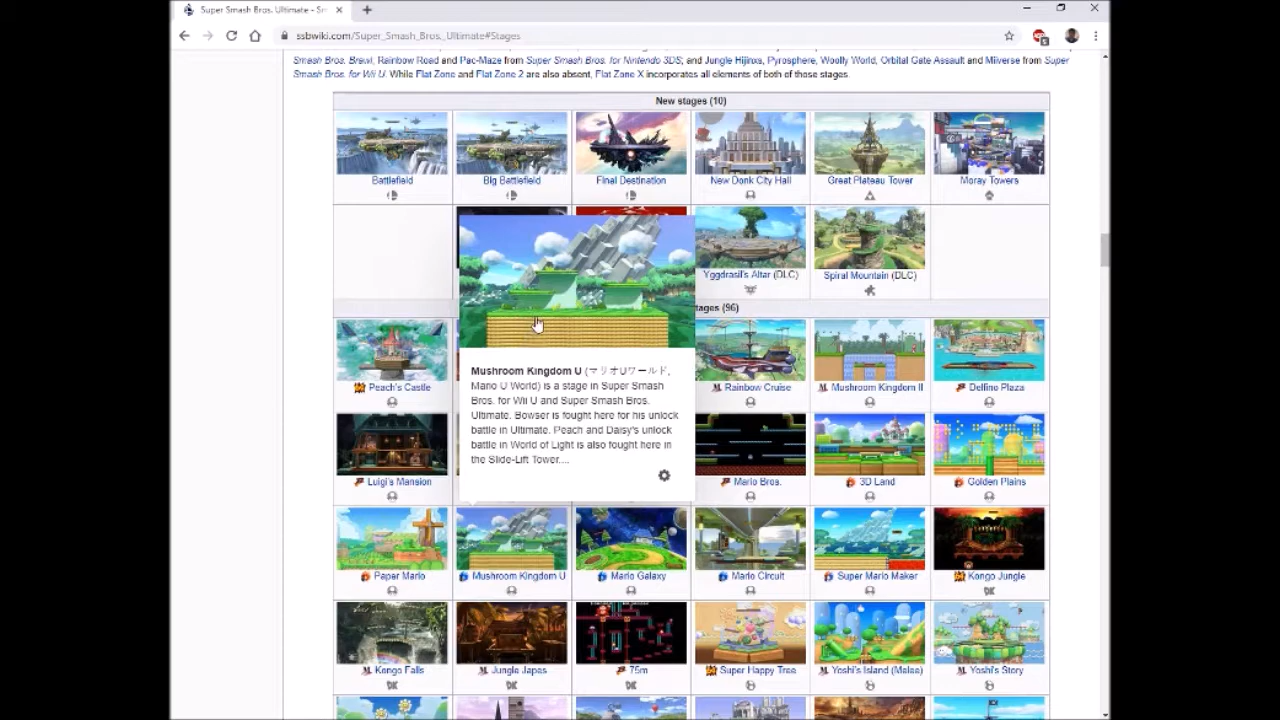 Super Smash Bros. Ultimate - Sm
ssbwiki.com/Super_Smash_Bros._Ultimate#Stages
Smash Bros. Brawl, Rainbow Road and Pac-Maze from Super Smash Bros. for Nintendo 3DS; and Jungle Hijinxs, Pyrosphere, Woolly World, Orbital Gate Assault and Miiverse from Super
Smash Bros. for Wii U. While Flat Zone and Flat Zone 2 are also absent, Flat Zone X incorporates all elements of both of those stages.
New stages (10)
Battlefield
Big Battlefield
Final Destination
New Donk City Hall
Great Plateau Tower
Moray Towers
Yggdrasil's Altar (DLC)
Spiral Mountain (DLC)
tages (96)
Peach's Castle
Rainbow Cruise
Mushroom Kingdom II
Delfino Plaza
Mushroom Kingdom U (マリオUワールド,
Mario U World) is a stage in Super Smash
Bros. for Wii U and Super Smash Bros.
Ultimate. Bowser is fought here for his unlock
battle in Ultimate. Peach and Daisy's unlock
battle in World of Light is also fought here in
the Slide-Lift Tower....
Luigi's Mansion
Mario Bros.
3D Land
Golden Plains
Paper Mario
Mushroom Kingdom U
Mario Galaxy
Mario Circuit
Super Mario Maker
Kongo Jungle
Kongo Falls
Jungle Japes
75m
Super Happy Tree
Yoshi's Island (Melee)
Yoshi's Story